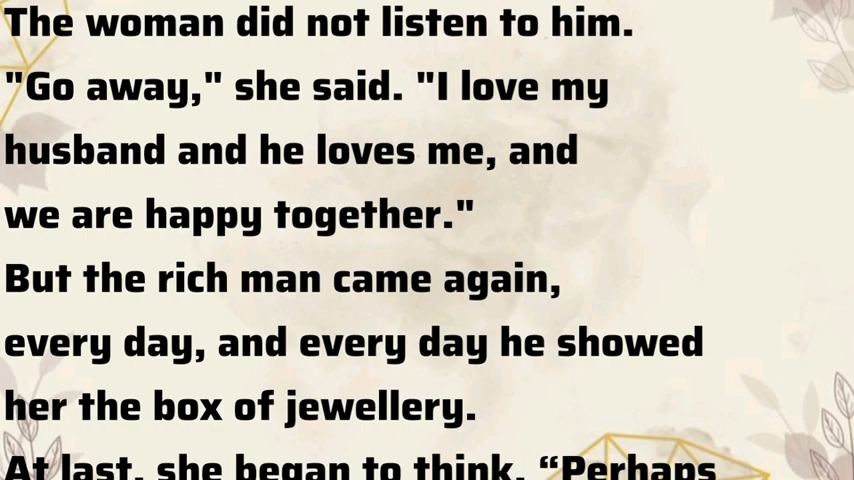 The woman did not listen to him.
"Go away," she said. "I love my
husband and he loves me, and
we are happy together."
But the rich man came again,
every day, and every day he showed
her the box of jewellery.
At last, she began to think, “Perhaps